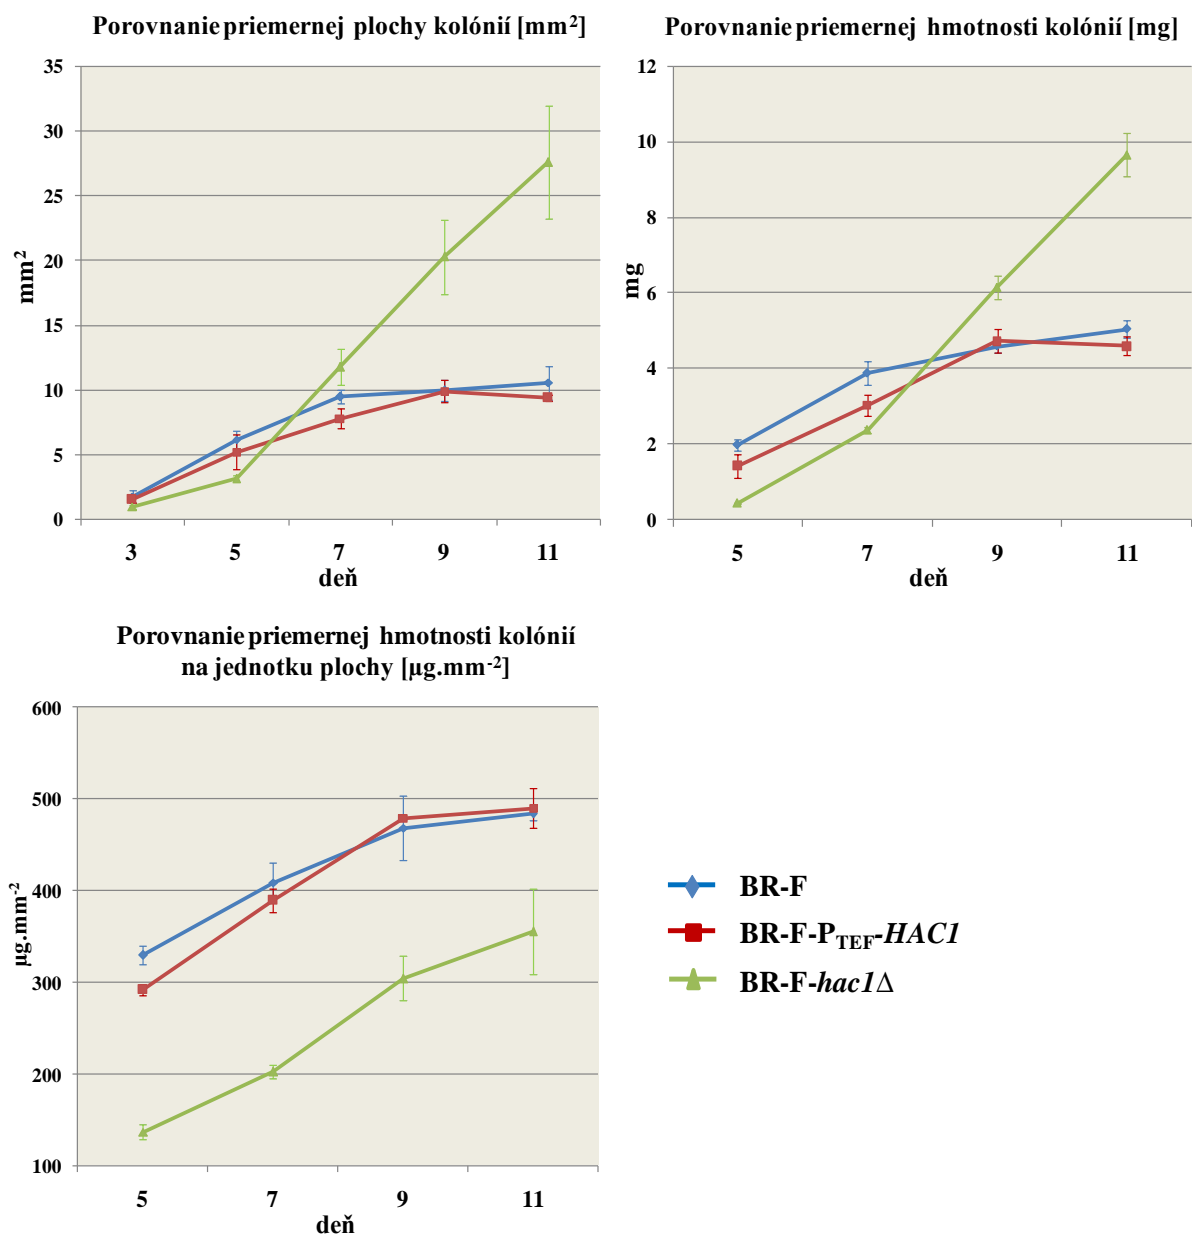 Porovnanie priemernej plochy kolónií [mm²]
35
30
25
20
15
10
5
0
mm²
3 5 7 9 11
deň
Porovnanie priemernej hmotnosti kolónií [mg]
12
10
8
6
4
2
0
mg
5 7 9 11
deň
Porovnanie priemernej hmotnosti kolónií
na jednotku plochy [µg.mm⁻²]
600
500
400
300
200
100
µg.mm⁻²
5 7 9 11
deň
BR-F
BR-F-P_TEF-HAC1
BR-F-hac1Δ